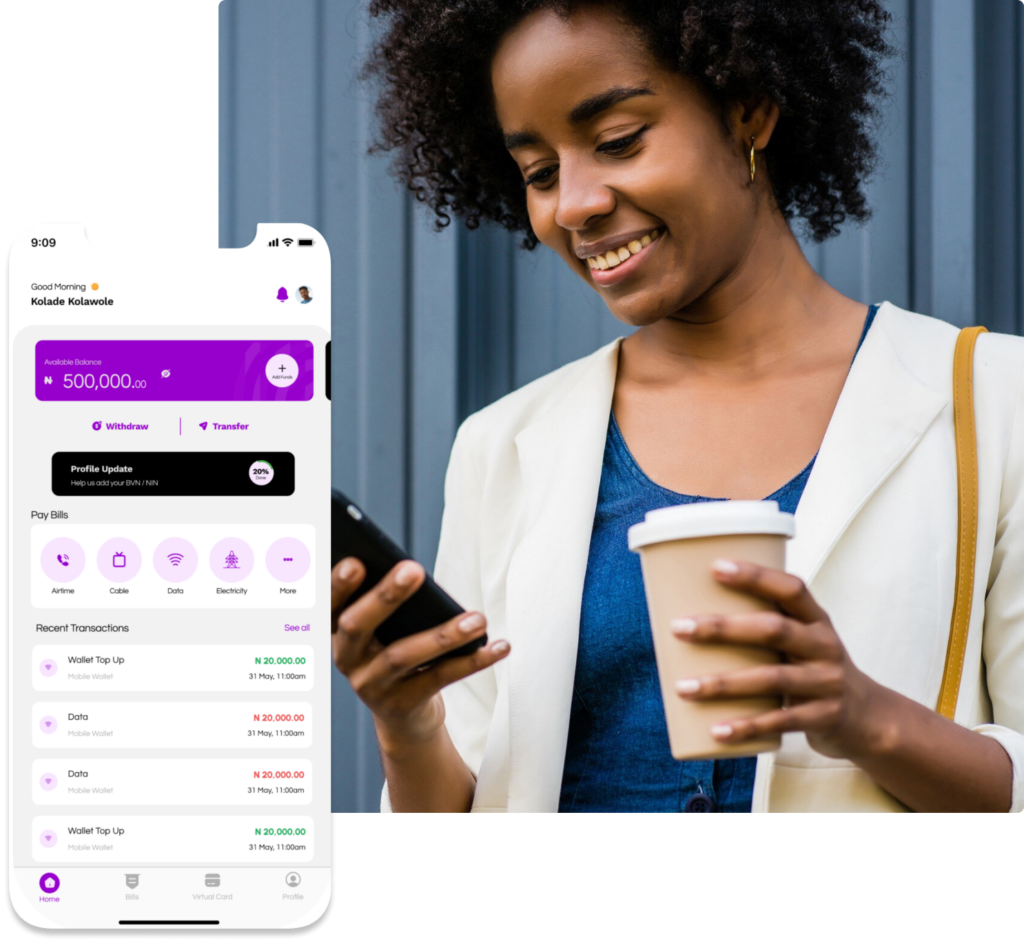 9:09
Good Morning
Kolade Kolawole
Available Balance
₦ 500,000.00
Add Funds
Withdraw
Transfer
Profile Update
Help us add your BVN / NIN
20%
Done
Pay Bills
Airtime
Cable
Data
Electricity
More
Recent Transactions
See all
Wallet Top Up
N 20,000.00
Mobile Wallet
31 May, 11:00am
Data
N 20,000.00
Mobile Wallet
31 May, 11:00am
Data
N 20,000.00
Mobile Wallet
31 May, 11:00am
Wallet Top Up
N 20,000.00
Mobile Wallet
31 May, 11:00am
Home
Bills
Virtual Card
Profile